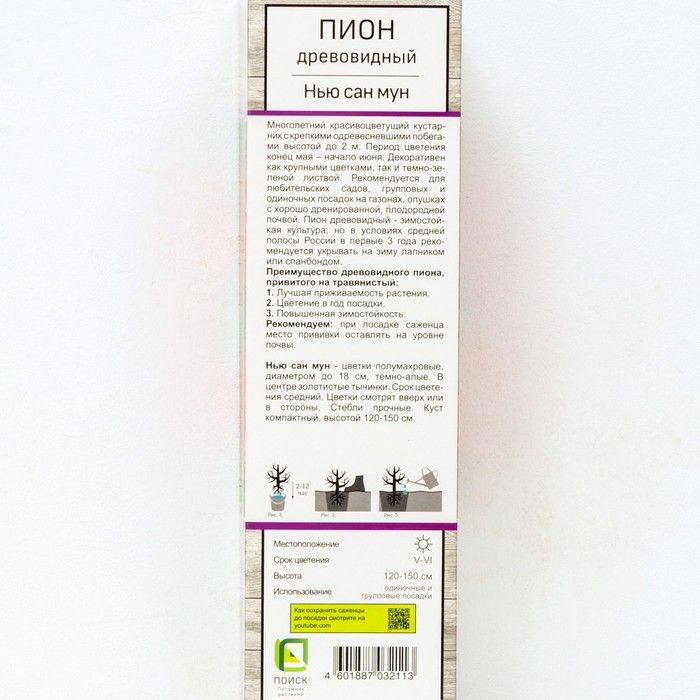 ПИОН
древовидный
Нью сан мун
Многолетний красивоцветущий кустар-
ник с крепкими одревесневшими побега-
ми высотой до 2 м. Период цветения
конец мая – начало июня. Декоративен
как крупными цветками, так и темно-зе-
леной листвой. Рекомендуется для
любительских садов, групповых и
одиночных посадок на газонах, опушках
с хорошо дренированной, плодородной
почвой. Пион древовидный - зимостой-
кая культура, но в условиях средней
полосы России в первые 3 года реко-
мендуется укрывать на зиму лапником
или спанбондом.
Преимущество древовидного пиона,
привитого на травянистый:
1. Лучшая приживаемость растения.
2. Цветение в год посадки.
3. Повышенная зимостойкость.
Рекомендуем: при посадке саженца
место прививки оставлять на уровне
почвы.
Нью сан мун - цветки полумахровые,
диаметром до 18 см, тёмно-алые. В
центре золотистые тычинки. Срок цвете-
ния средний. Цветки смотрят вверх или
в стороны. Стебли прочные. Куст
компактный, высотой 120-150 см.
2-12
час
Рис. 1.
Рис. 2.
Рис. 3.
Местоположение
Срок цветения V-VI
Высота 120-150 см
Использование одиночные и
групповые посадки
Как сохранить саженцы
до посадки смотрите на
youtube.com
ПОИСК
Питомник
растений
4 601887 032113